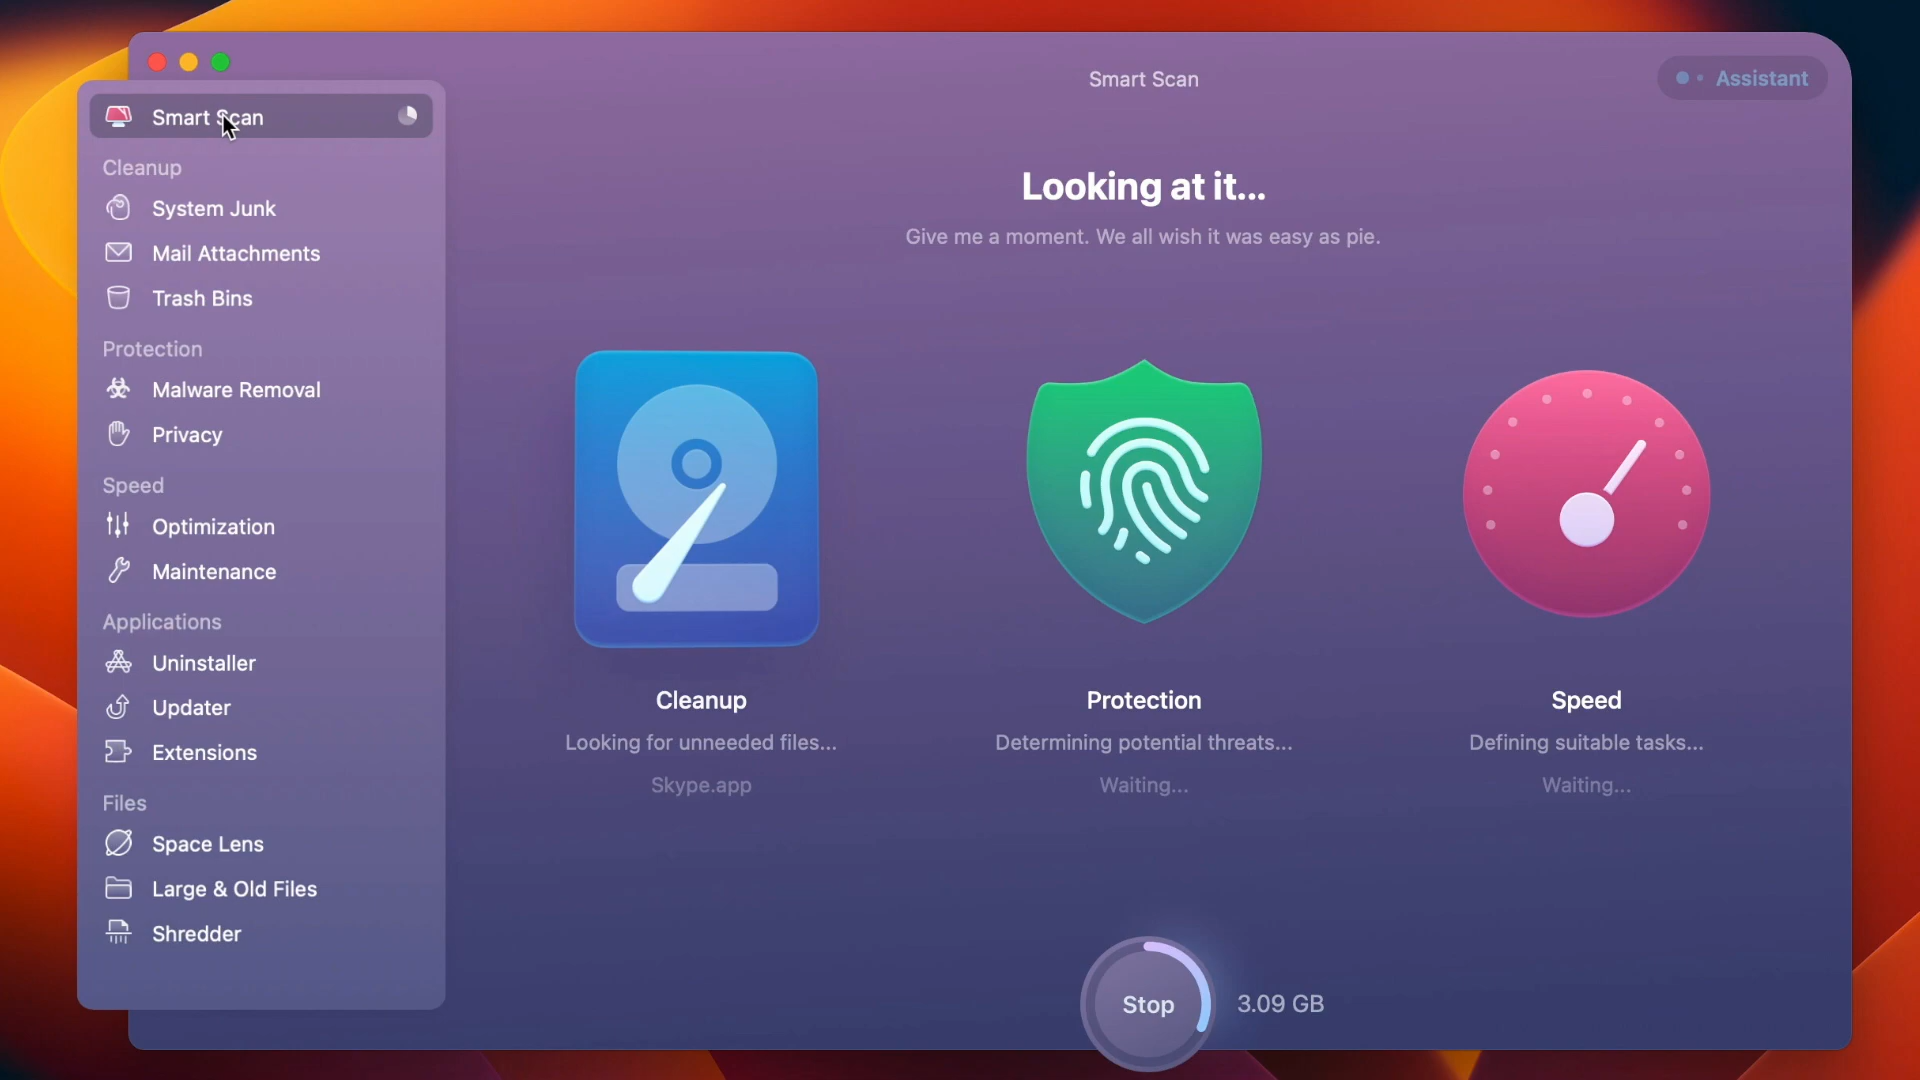 Smart Scan
Cleanup
System Junk
Mail Attachments
Trash Bins
Protection
Malware Removal
Privacy
Speed
Optimization
Maintenance
Applications
Uninstaller
Updater
Extensions
Files
Space Lens
Large & Old Files
Shredder
Smart Scan
Assistant
Looking at it...
Give me a moment. We all wish it was easy as pie.
Cleanup
Looking for unneeded files...
Skype.app
Protection
Determining potential threats...
Waiting...
Speed
Defining suitable tasks...
Waiting...
Stop
3.09 GB